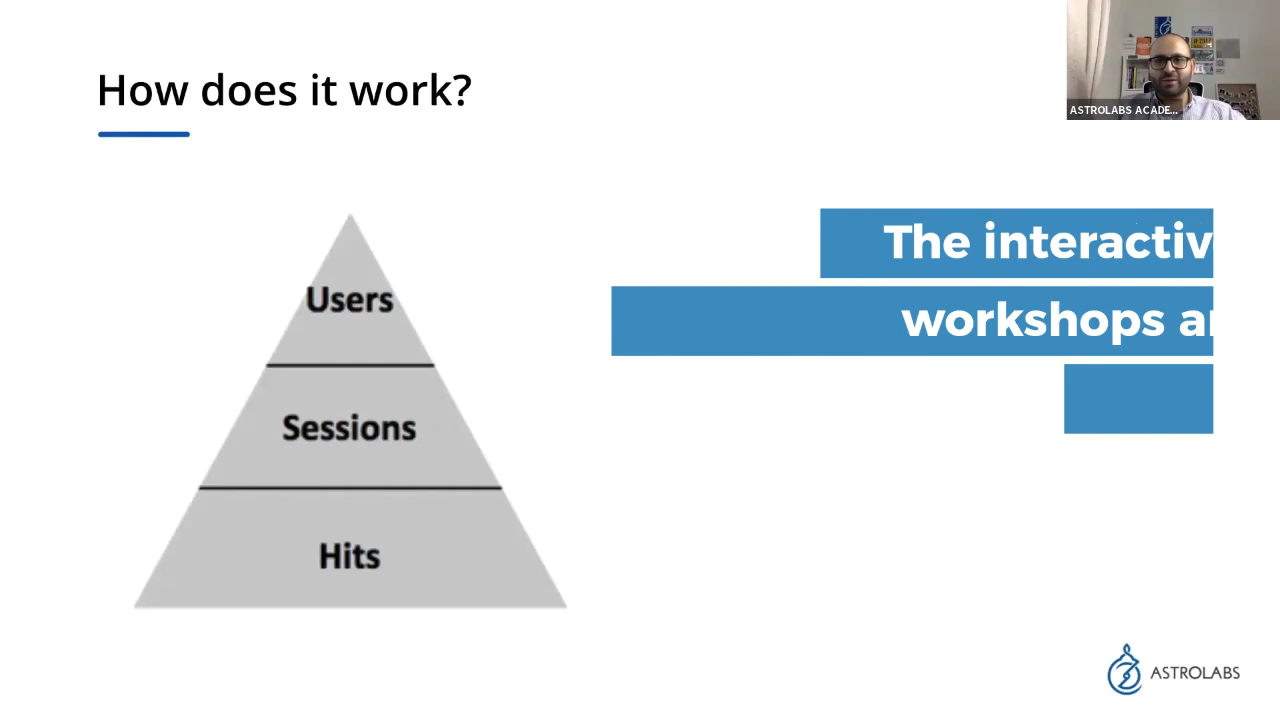 How does it work?
ASTROLABS ACADE...
The interactiv
workshops
Users
Sessions
Hits
ASTROLABS